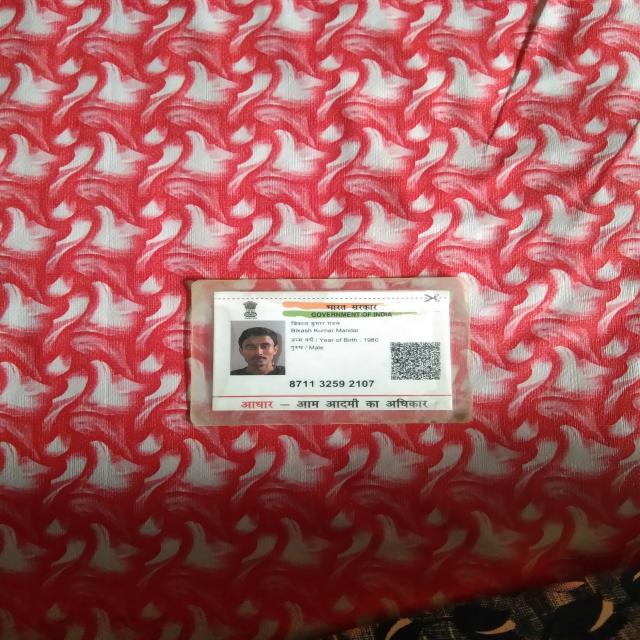 भारत सरकार
GOVERNMENT OF INDIA
बिकाश कुमार मंडल
Bikash Kumar Mandal
जन्म वर्ष / Year of Birth : 1980
पुरुष / Male
8711 3259 2107
आधार – आम आदमी का अधिकार